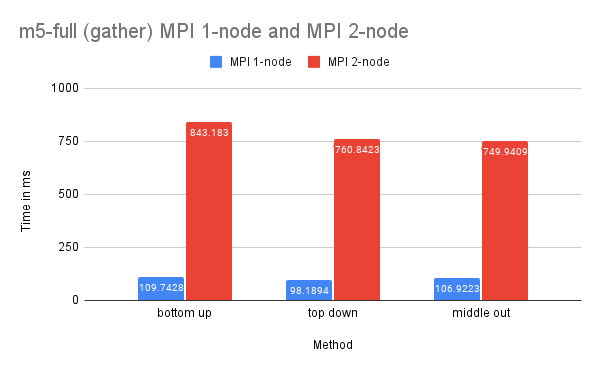 m5-full (gather) MPI 1-node and MPI 2-node
MPI 1-node MPI 2-node
1000
750
500
250
0
Time in ms
109.7428 843.183
98.1894 760.8423
106.9223 749.9409
bottom up top down middle out
Method